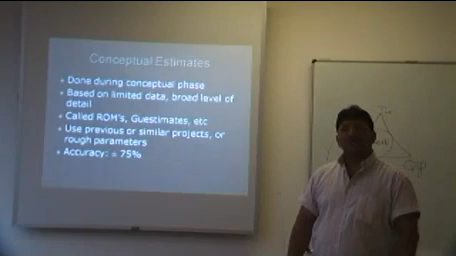 Conceptual Estimates
Done during conceptual phase
Based on limited data, broad level of
detail
Called ROM's, Guestimates, etc
Use previous or similar projects, or
rough parameters
Accuracy: ± 75%